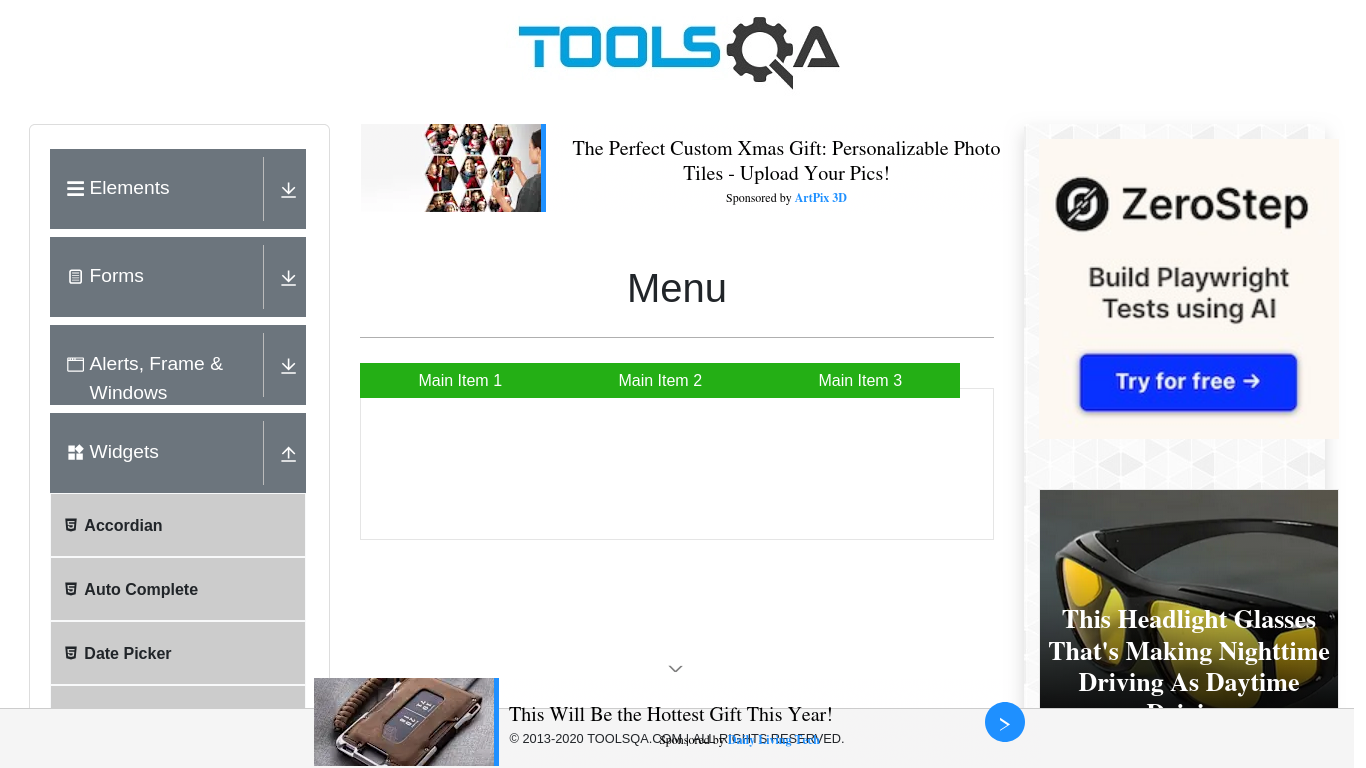 TOOLSQA
Elements
Forms
Alerts, Frame &
Windows
Widgets
Accordian
Auto Complete
Date Picker
The Perfect Custom Xmas Gift: Personalizable Photo
Tiles - Upload Your Pics!
Sponsored by ArtPix 3D
Menu
Main Item 1
Main Item 2
Main Item 3
ZeroStep
Build Playwright
Tests using AI
Try for free →
This Headlight Glasses
That's Making Nighttime
Driving As Daytime
This Will Be the Hottest Gift This Year!
Sponsored by Daily Living Tech
© 2013-2020 TOOLSQA.COM | ALL RIGHTS RESERVED.